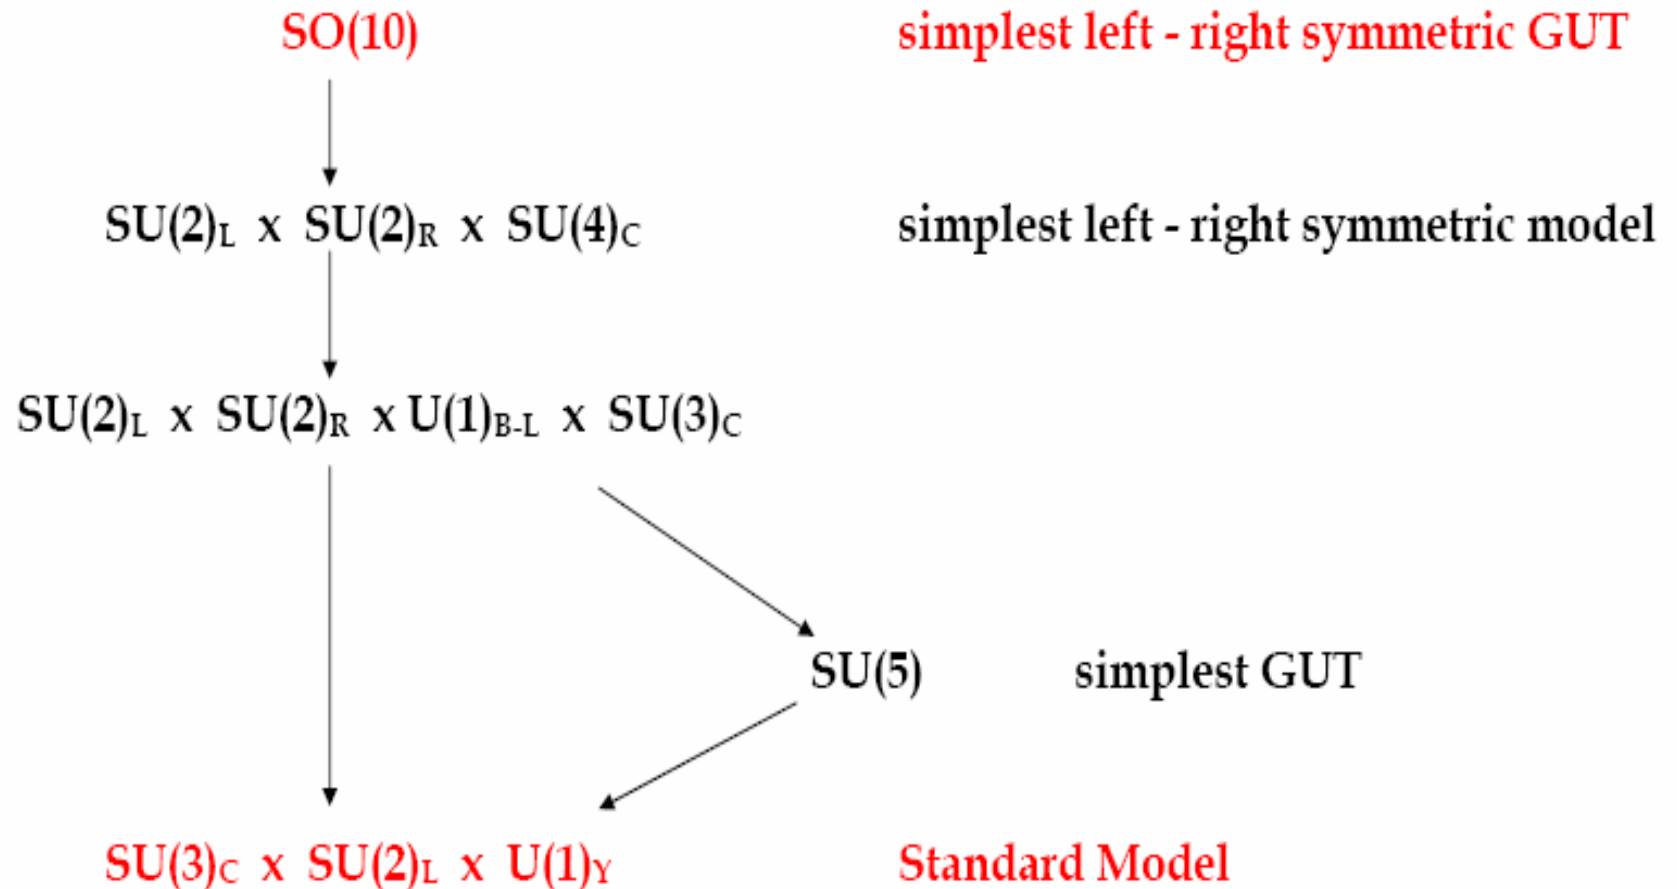 SO(10) simplest left - right symmetric GUT
SU(2)L x SU(2)R x SU(4)C simplest left - right symmetric model
SU(2)L x SU(2)R x U(1)B-L x SU(3)C
SU(5) simplest GUT
SU(3)C x SU(2)L x U(1)Y Standard Model